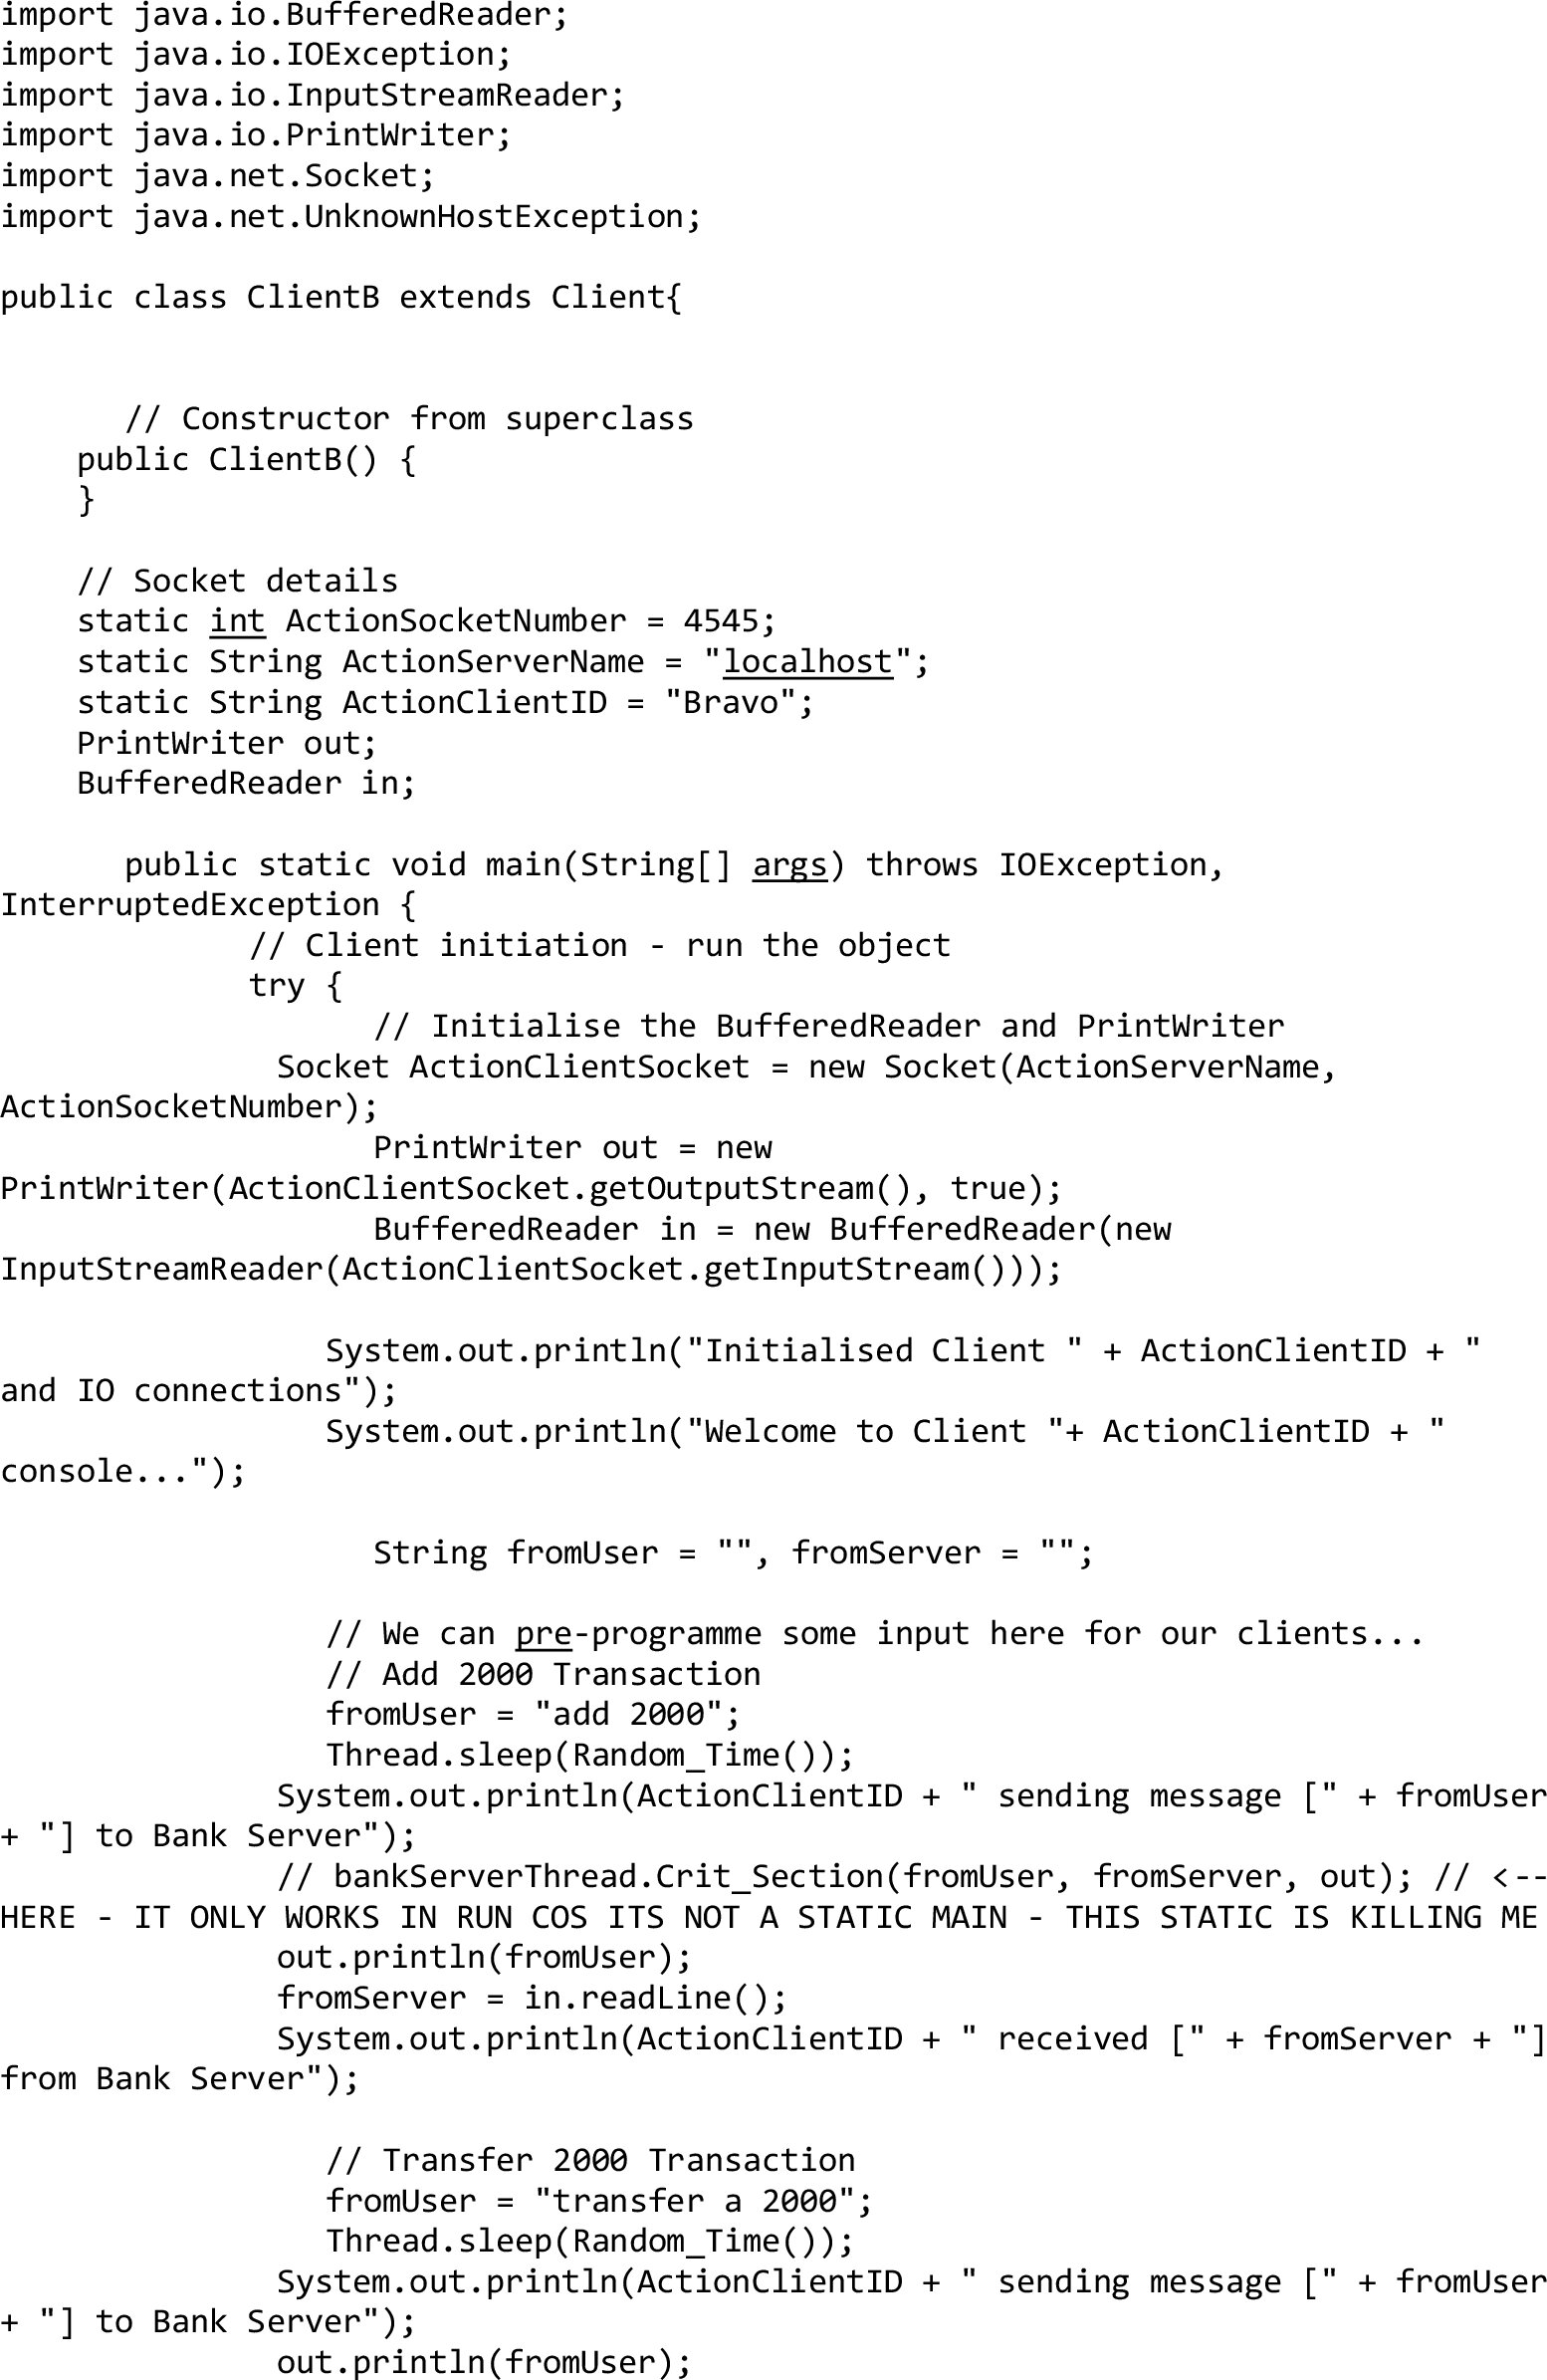 import java.io.BufferedReader;
import java.io.IOException;
import java.io.InputStreamReader;
import java.io.PrintWriter;
import java.net.Socket;
import java.net.UnknownHostException;

public class ClientB extends Client{

// Constructor from superclass
public ClientB() {
}

// Socket details
static int ActionSocketNumber = 4545;
static String ActionServerName = "localhost";
static String ActionClientID = "Bravo";
PrintWriter out;
BufferedReader in;

public static void main(String[] args) throws IOException,
InterruptedException {
// Client initiation - run the object
try {
// Initialise the BufferedReader and PrintWriter
Socket ActionClientSocket = new Socket(ActionServerName,
ActionSocketNumber);
PrintWriter out = new
PrintWriter(ActionClientSocket.getOutputStream(), true);
BufferedReader in = new BufferedReader(new
InputStreamReader(ActionClientSocket.getInputStream()));

System.out.println("Initialised Client " + ActionClientID + "
and IO connections");
System.out.println("Welcome to Client "+ ActionClientID + "
console...");

String fromUser = "", fromServer = "";

// We can pre-programme some input here for our clients...
// Add 2000 Transaction
fromUser = "add 2000";
Thread.sleep(Random_Time());
System.out.println(ActionClientID + " sending message [" + fromUser
+ "] to Bank Server");
// bankServerThread.Crit_Section(fromUser, fromServer, out); // <--
HERE - IT ONLY WORKS IN RUN COS ITS NOT A STATIC MAIN - THIS STATIC IS KILLING ME
out.println(fromUser);
fromServer = in.readLine();
System.out.println(ActionClientID + " received [" + fromServer + "]
from Bank Server");

// Transfer 2000 Transaction
fromUser = "transfer a 2000";
Thread.sleep(Random_Time());
System.out.println(ActionClientID + " sending message [" + fromUser
+ "] to Bank Server");
out.println(fromUser);